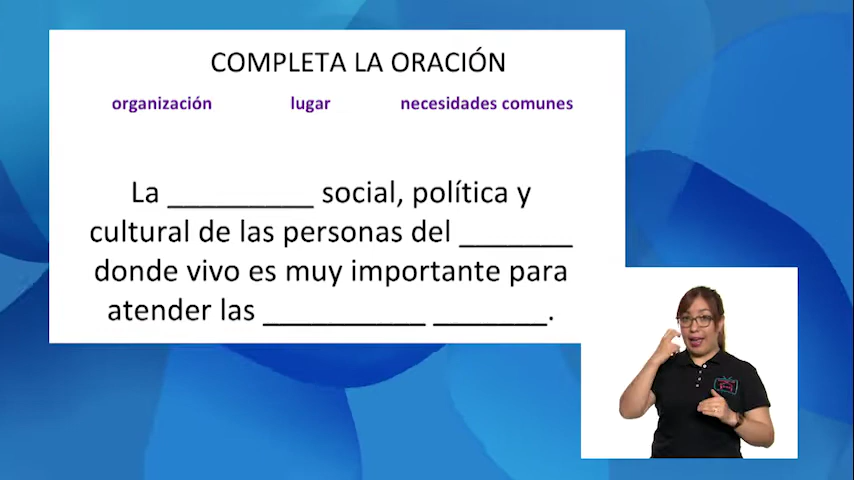 COMPLETA LA ORACIÓN
organización lugar necesidades comunes
La __________ social, política y
cultural de las personas del ________
donde vivo es muy importante para
atender las ___________ ________.